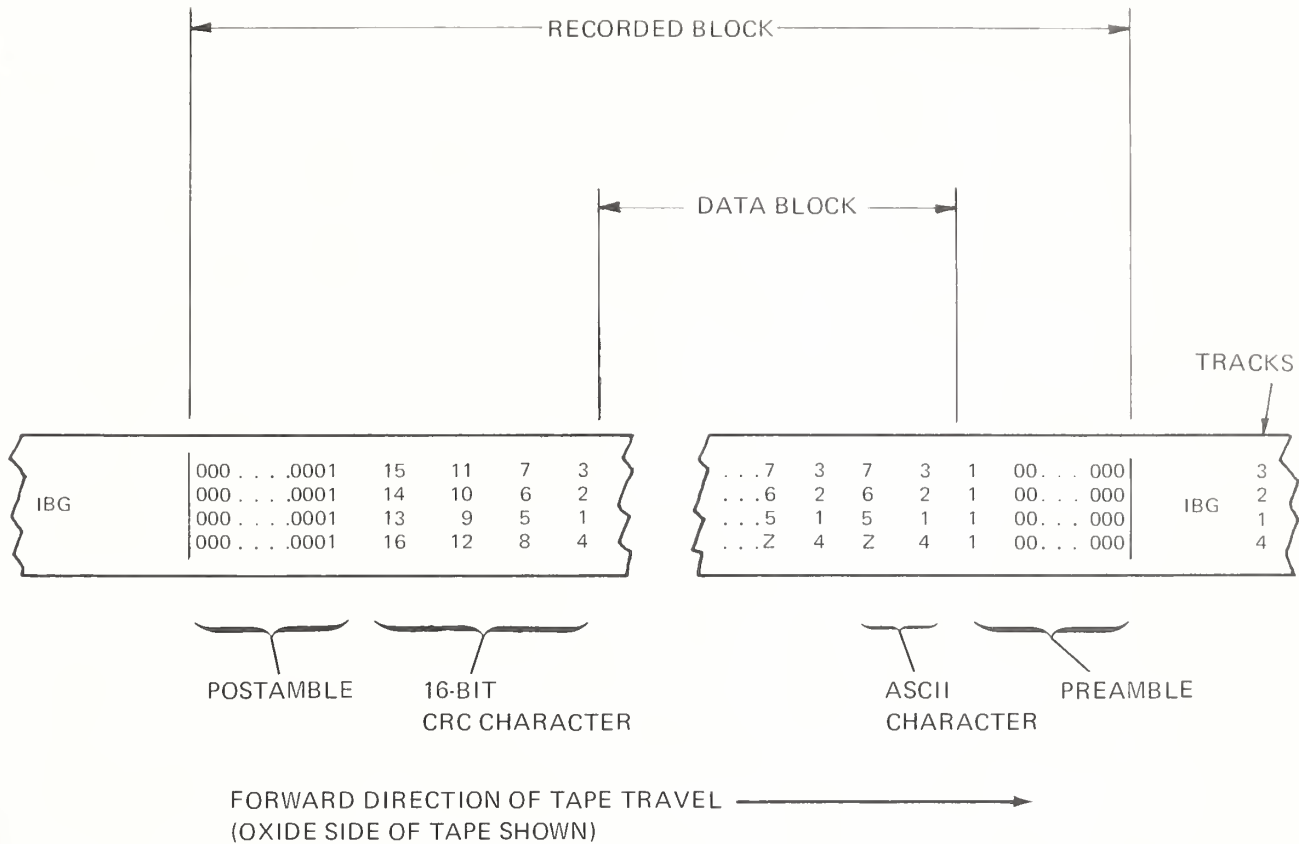 RECORDED BLOCK
DATA BLOCK
TRACKS
IBG
000 . . . .0001 15 11 7 3
000 . . . .0001 14 10 6 2
000 . . . .0001 13 9 5 1
000 . . . .0001 16 12 8 4
. . . 7 3 7 3 1 00. . . 000
. . . 6 2 6 2 1 00. . . 000
. . . 5 1 5 1 1 00. . . 000
. . . Z 4 Z 4 1 00. . . 000
IBG
3
2
1
4
POSTAMBLE
16-BIT
CRC CHARACTER
ASCII
CHARACTER
PREAMBLE
FORWARD DIRECTION OF TAPE TRAVEL
(OXIDE SIDE OF TAPE SHOWN)